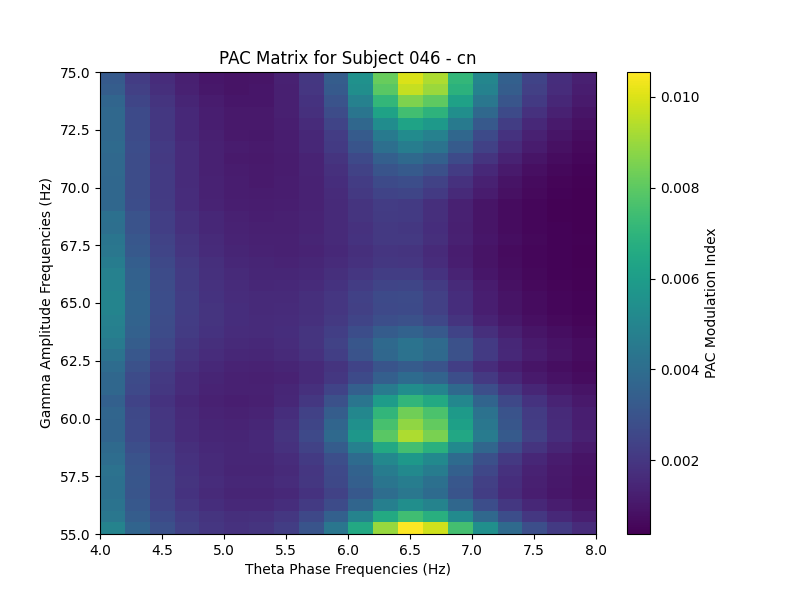 PAC Matrix for Subject 046 - cn
75.0
72.5
70.0
67.5
65.0
62.5
60.0
57.5
55.0
Gamma Amplitude Frequencies (Hz)
4.0 4.5 5.0 5.5 6.0 6.5 7.0 7.5 8.0
Theta Phase Frequencies (Hz)
0.010
0.008
0.006
0.004
0.002
PAC Modulation Index